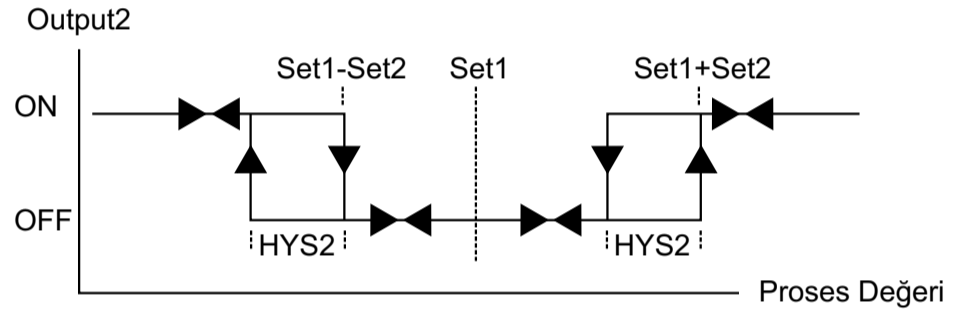 Output2
Set1-Set2 Set1 Set1+Set2
ON
OFF
HYS2 HYS2
Proses Değeri